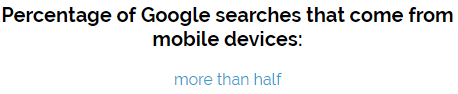 Percentage of Google searches that come from
mobile devices:
more than half